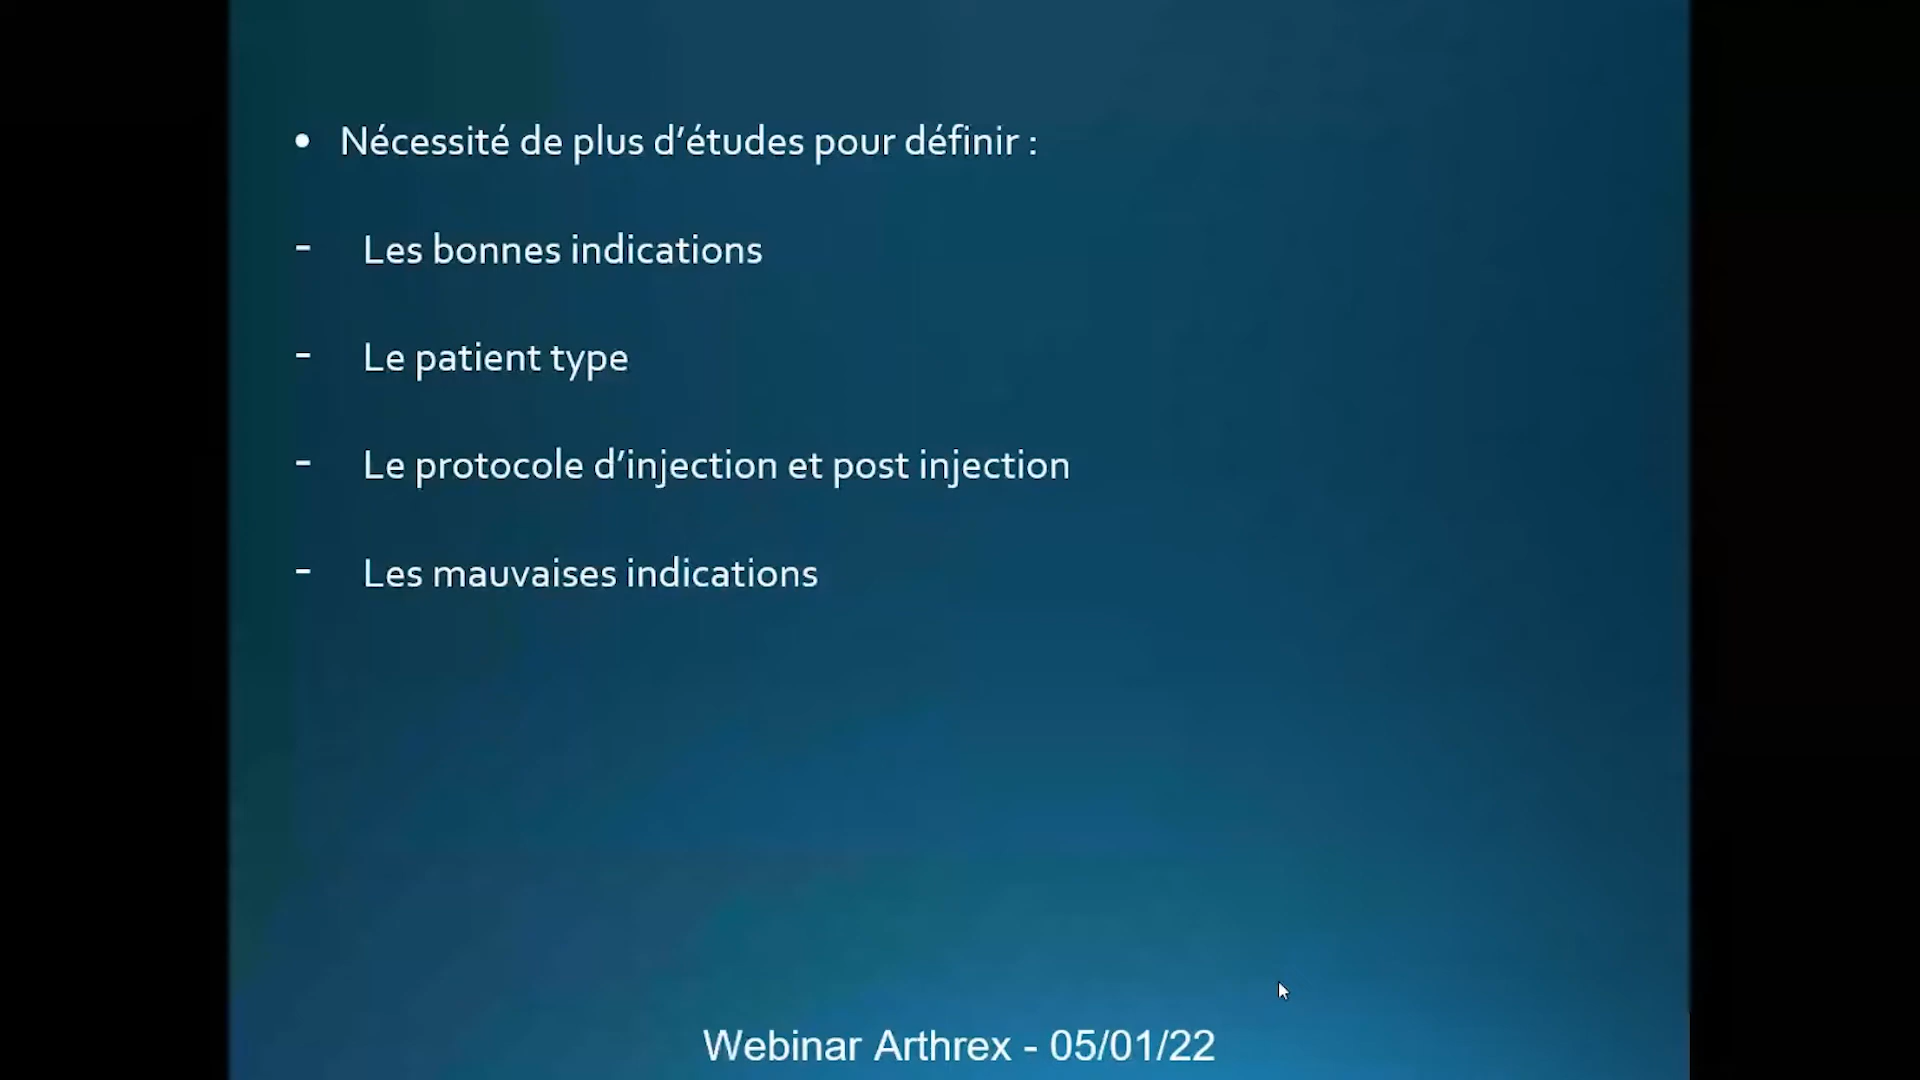 • Nécessité de plus d’études pour définir :
- Les bonnes indications
- Le patient type
- Le protocole d’injection et post injection
- Les mauvaises indications
Webinar Arthrex - 05/01/22